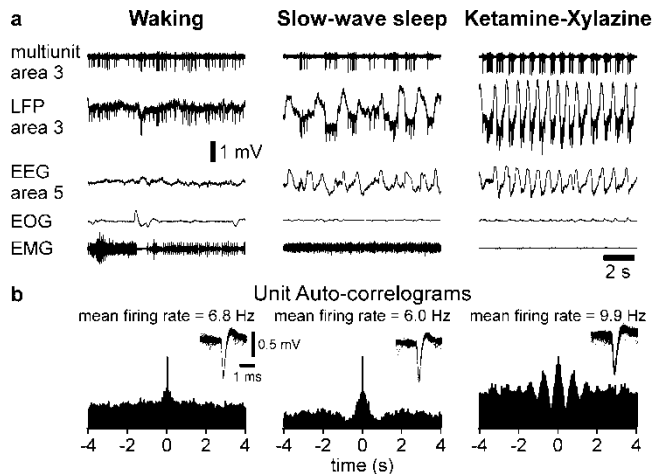 a Waking Slow-wave sleep Ketamine-Xylazine
multiunit
area 3
LFP
area 3
1 mV
EEG
area 5
EOG
EMG
2 s
b Unit Auto-correlograms
mean firing rate = 6.8 Hz mean firing rate = 6.0 Hz mean firing rate = 9.9 Hz
0.5 mV
1 ms
-4 -2 0 2 4 -4 -2 0 2 4 -4 -2 0 2 4
time (s)